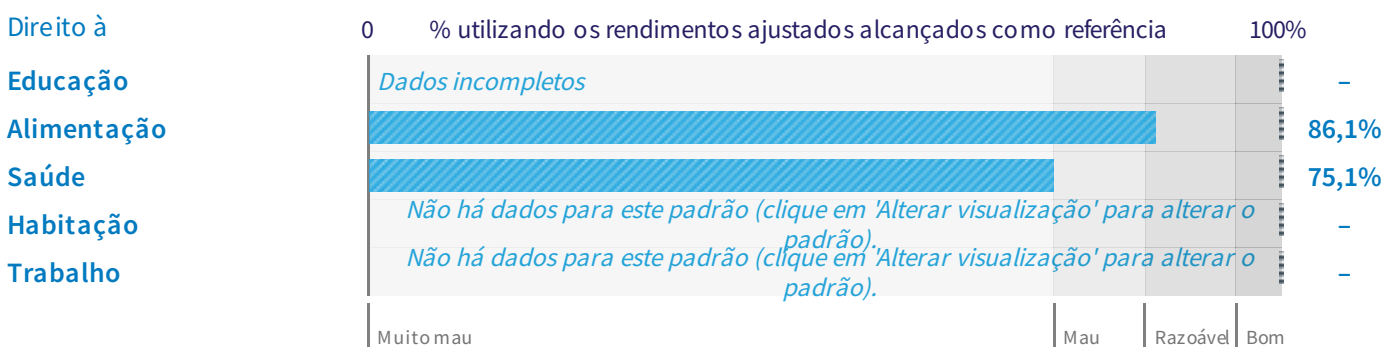 Direito à 0 % utilizando os rendimentos ajustados alcançados como referência 100%
Educação Dados incompletos –
Alimentação 86,1%
Saúde 75,1%
Habitação Não há dados para este padrão (clique em 'Alterar visualização' para alterar o padrão). –
Trabalho Não há dados para este padrão (clique em 'Alterar visualização' para alterar o padrão). –
Muito mau Mau Razoável Bom